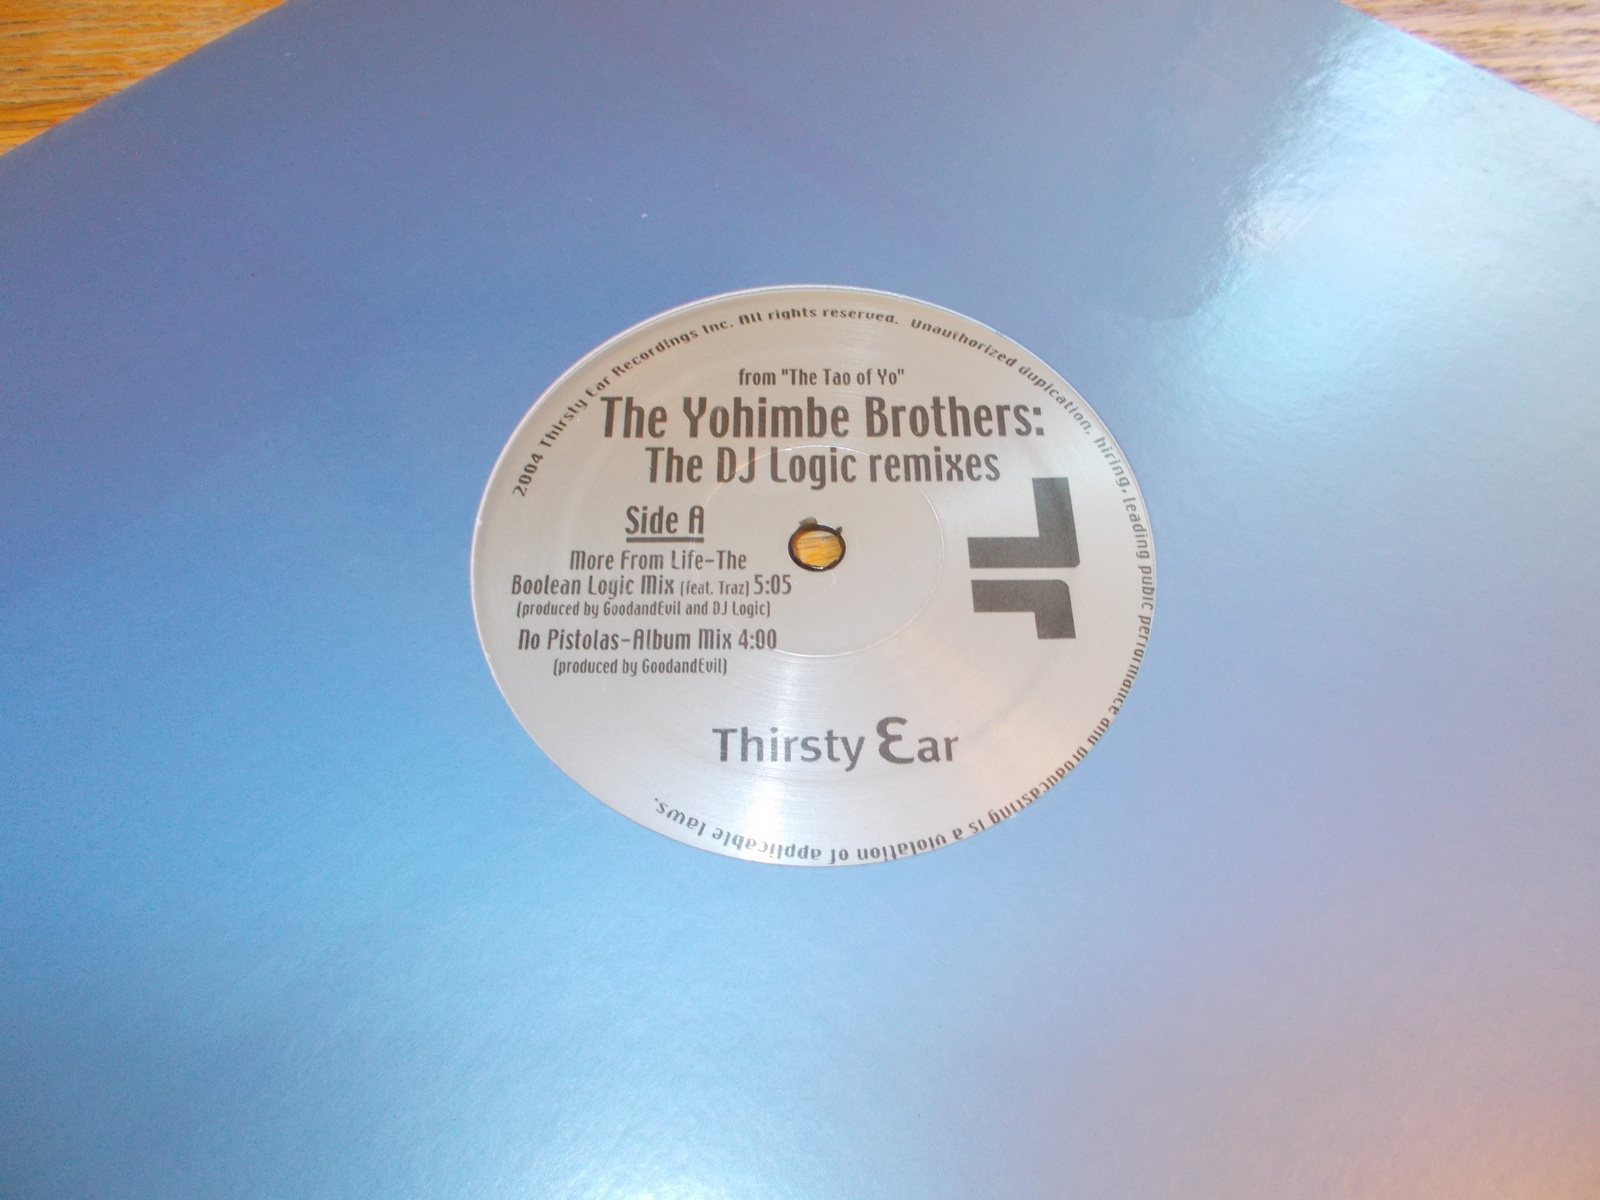 2004 Thirsty Ear Recordings Inc. All rights reserved. Unauthorized dupication, hiring, leading pubic performance and broadcasting is a violation of applicable laws.
from "The Tao of Yo"
The Yohimbe Brothers:
The DJ Logic remixes
Side A
More From Life-The
Boolean Logic Mix (feat. Traz) 5:05
(produced by GoodandEvil and DJ Logic)
No Pistolas-Album Mix 4:00
(produced by GoodandEvil)
Thirsty Ear